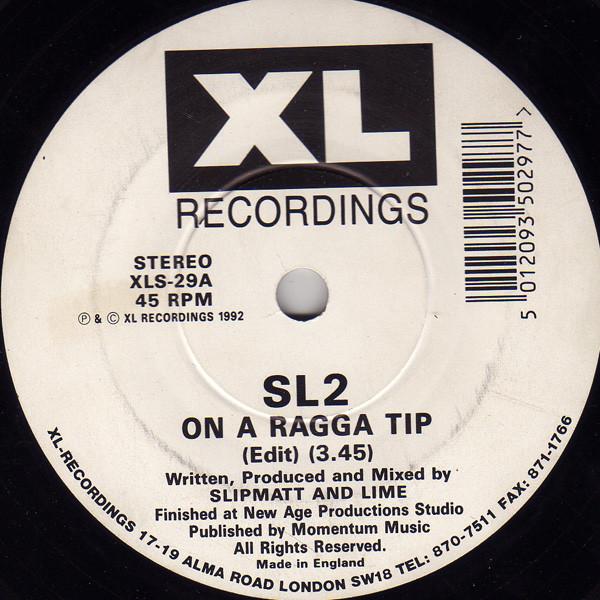 XL
RECORDINGS
STEREO
XLS-29A
45 RPM
℗ & © XL RECORDINGS 1992
5 012093 502977 >
SL2
ON A RAGGA TIP
(Edit) (3.45)
Written, Produced and Mixed by
SLIPMATT AND LIME
Finished at New Age Productions Studio
Published by Momentum Music
All Rights Reserved.
Made in England
XL-RECORDINGS 17-19 ALMA ROAD LONDON SW18 TEL: 870-7511 FAX: 871-1766